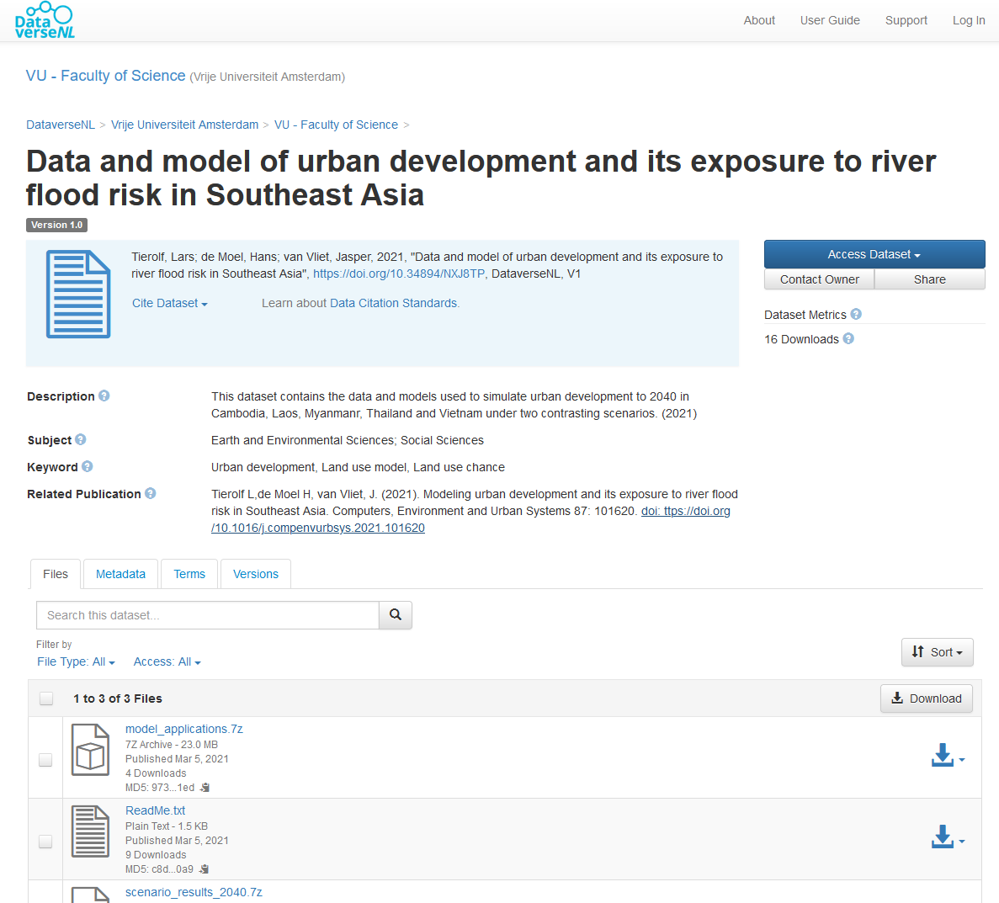 Data
verseNL
About User Guide Support Log In
VU - Faculty of Science (Vrije Universiteit Amsterdam)
DataverseNL > Vrije Universiteit Amsterdam > VU - Faculty of Science >
Data and model of urban development and its exposure to river
flood risk in Southeast Asia
Version 1.0
Tierolf, Lars; de Moel, Hans; van Vliet, Jasper, 2021, "Data and model of urban development and its exposure to
river flood risk in Southeast Asia", https://doi.org/10.34894/NXJ8TP, DataverseNL, V1
Cite Dataset Learn about Data Citation Standards.
Access Dataset
Contact Owner Share
Dataset Metrics ?
16 Downloads ?
Description ? This dataset contains the data and models used to simulate urban development to 2040 in
Cambodia, Laos, Myanmanr, Thailand and Vietnam under two contrasting scenarios. (2021)
Subject ? Earth and Environmental Sciences; Social Sciences
Keyword ? Urban development, Land use model, Land use chance
Related Publication ? Tierolf L,de Moel H, van Vliet, J. (2021). Modeling urban development and its exposure to river flood
risk in Southeast Asia. Computers, Environment and Urban Systems 87: 101620. doi: ttps://doi.org
/10.1016/j.compenvurbsys.2021.101620
Files Metadata Terms Versions
Search this dataset...
Filter by
File Type: All Access: All
Sort
1 to 3 of 3 Files Download
model_applications.7z
7Z Archive - 23.0 MB
Published Mar 5, 2021
4 Downloads
MD5: 973...1ed
ReadMe.txt
Plain Text - 1.5 KB
Published Mar 5, 2021
9 Downloads
MD5: c8d...0a9
scenario_results_2040.7z